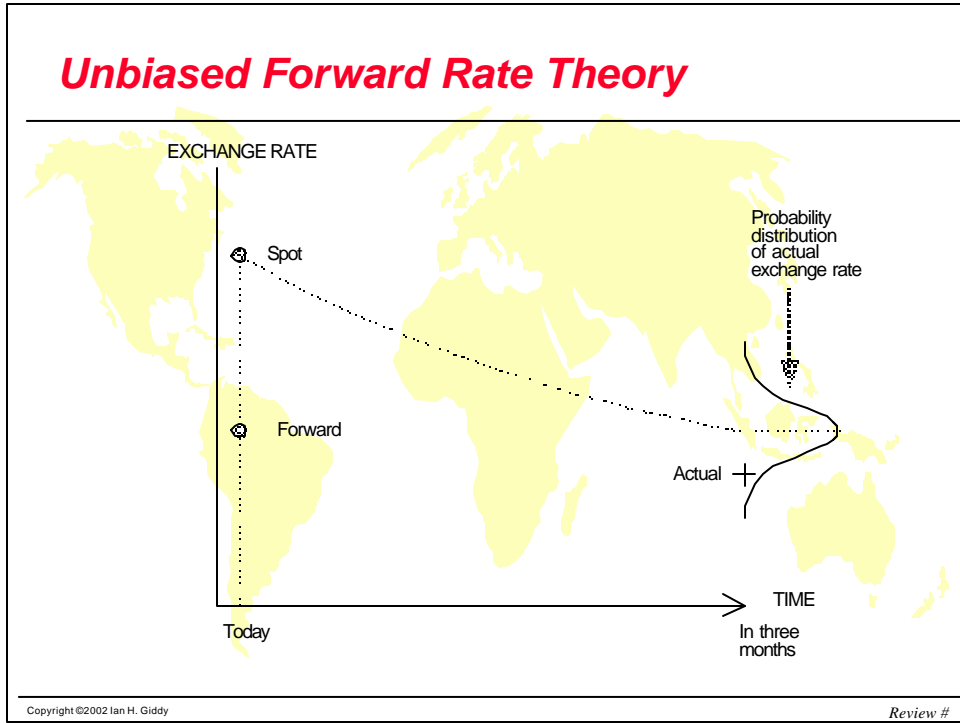 Unbiased Forward Rate Theory
EXCHANGE RATE
Spot
Probability
distribution
of actual
exchange rate
Forward
Actual
TIME
Today
In three
months
Copyright ©2002 Ian H. Giddy
Review #